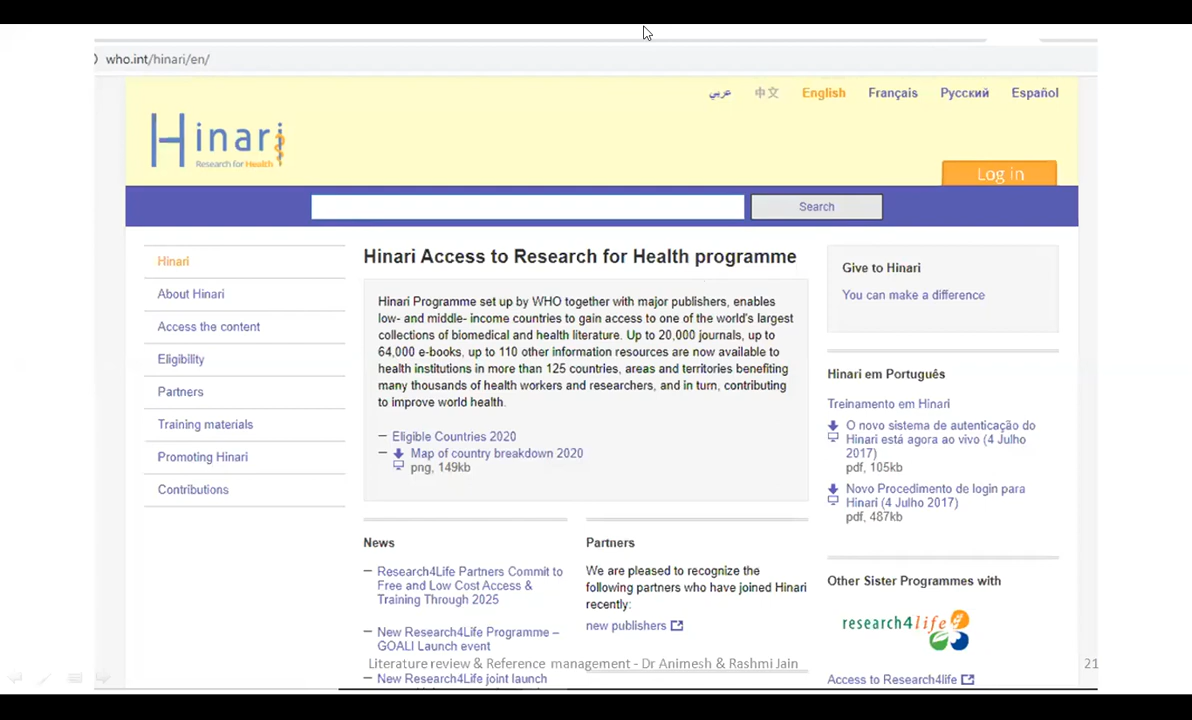 who.int/hinari/en/
عربي 中文 English Français Русский Español
Hinari
Research for Health
Log in
Search
Hinari
About Hinari
Access the content
Eligibility
Partners
Training materials
Promoting Hinari
Contributions
Hinari Access to Research for Health programme
Hinari Programme set up by WHO together with major publishers, enables
low- and middle- income countries to gain access to one of the world's largest
collections of biomedical and health literature. Up to 20,000 journals, up to
64,000 e-books, up to 110 other information resources are now available to
health institutions in more than 125 countries, areas and territories benefiting
many thousands of health workers and researchers, and in turn, contributing
to improve world health.
– Eligible Countries 2020
– Map of country breakdown 2020
png, 149kb
News
– Research4Life Partners Commit to
Free and Low Cost Access &
Training Through 2025
– New Research4Life Programme –
GOALI Launch event
– New Research4Life joint launch
Partners
We are pleased to recognize the
following partners who have joined Hinari
recently:
new publishers
Give to Hinari
You can make a difference
Hinari em Português
Treinamento em Hinari
O novo sistema de autenticação do
Hinari está agora ao vivo (4 Julho
2017)
pdf, 105kb
Novo Procedimento de login para
Hinari (4 Julho 2017)
pdf, 487kb
Other Sister Programmes with
research4life
Access to Research4life
Literature review & Reference management - Dr Animesh & Rashmi Jain
21